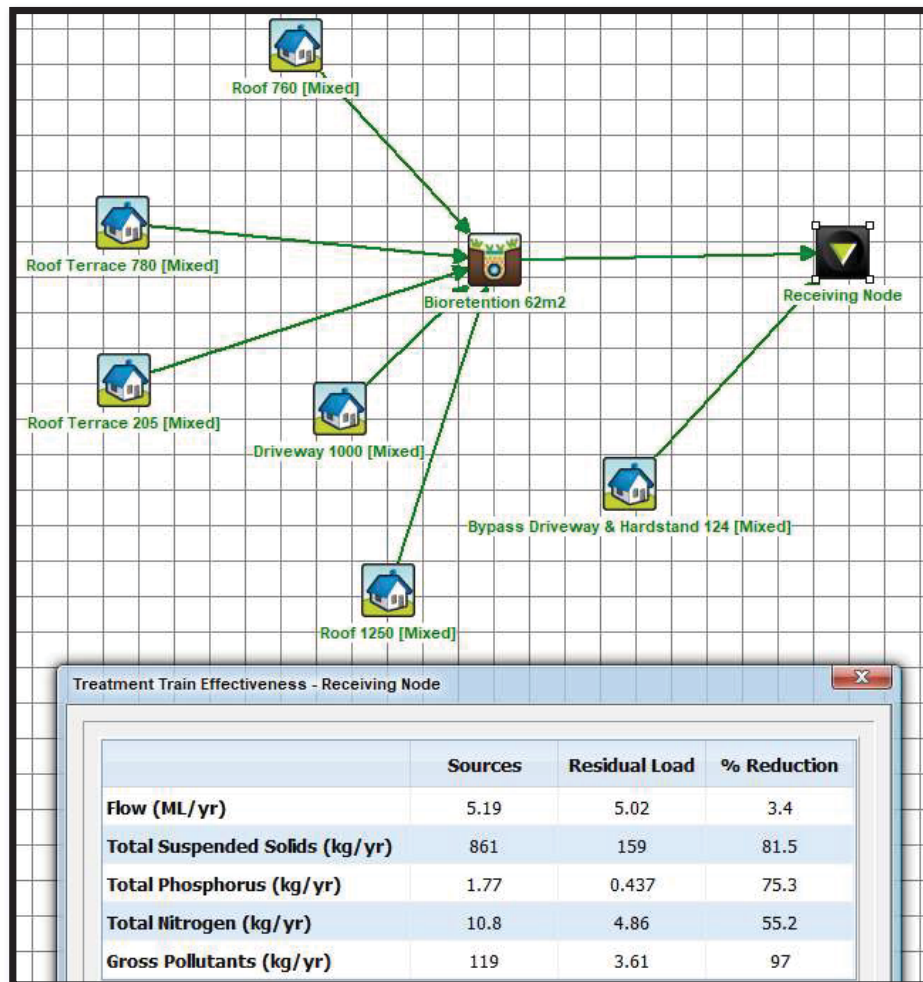 Roof 760 [Mixed]
Roof Terrace 780 [Mixed]
Bioretention 62m2
Receiving Node
Roof Terrace 205 [Mixed]
Driveway 1000 [Mixed]
Bypass Driveway & Hardstand 124 [Mixed]
Roof 1250 [Mixed]
Treatment Train Effectiveness - Receiving Node
Sources Residual Load % Reduction
Flow (ML/yr) 5.19 5.02 3.4
Total Suspended Solids (kg/yr) 861 159 81.5
Total Phosphorus (kg/yr) 1.77 0.437 75.3
Total Nitrogen (kg/yr) 10.8 4.86 55.2
Gross Pollutants (kg/yr) 119 3.61 97